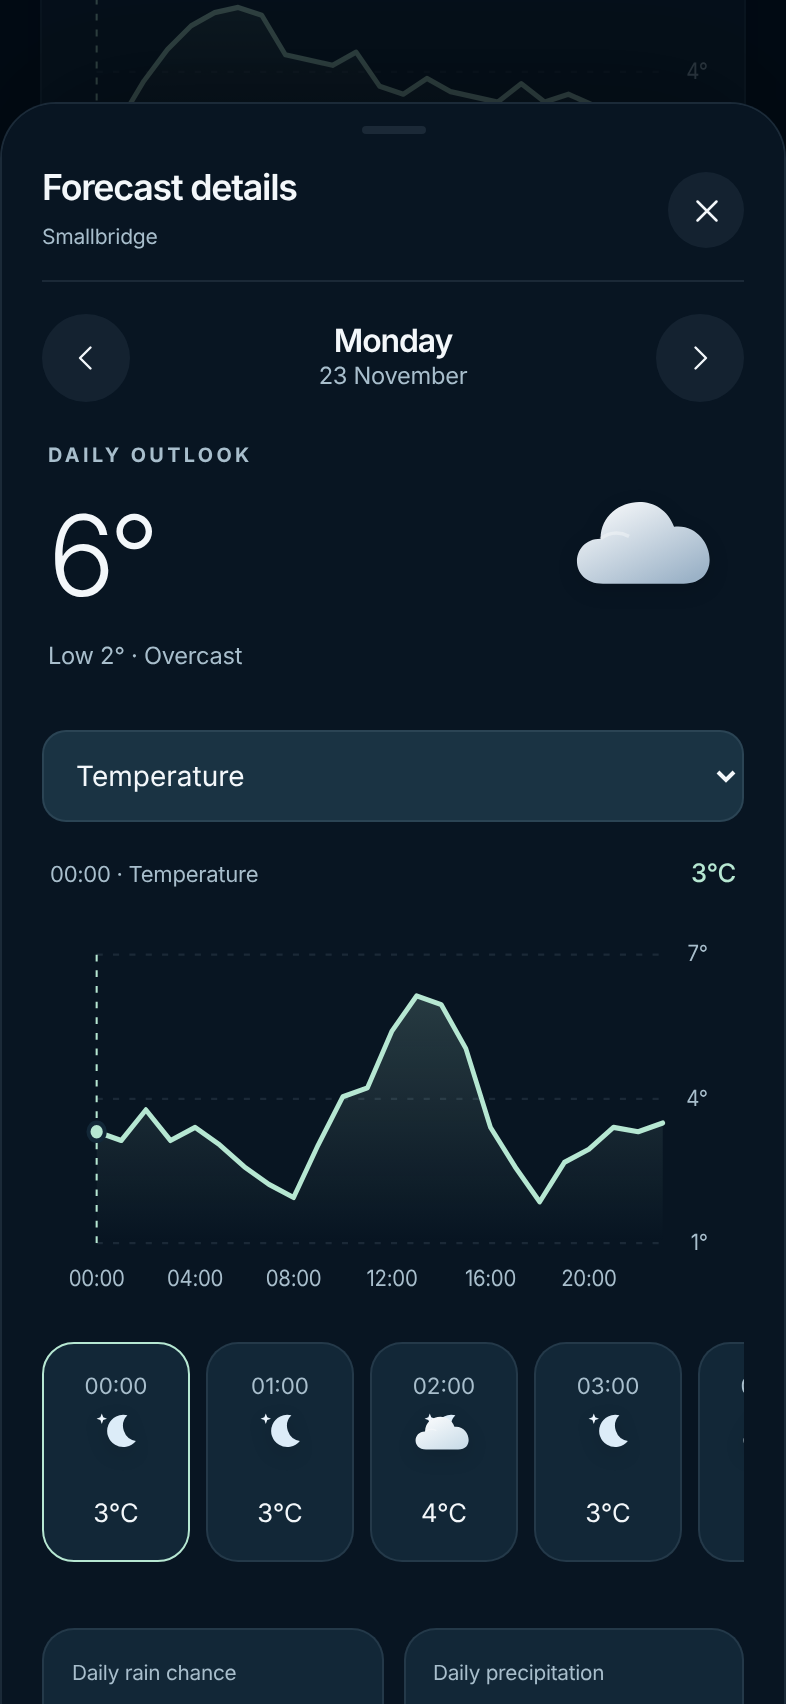 4°
Forecast details
Smallbridge
Monday
23 November
DAILY OUTLOOK
6°
Low 2° · Overcast
Temperature
00:00 · Temperature 3°C
7°
4°
1°
00:00 04:00 08:00 12:00 16:00 20:00
00:00 01:00 02:00 03:00
3°C 3°C 4°C 3°C
Daily rain chance Daily precipitation